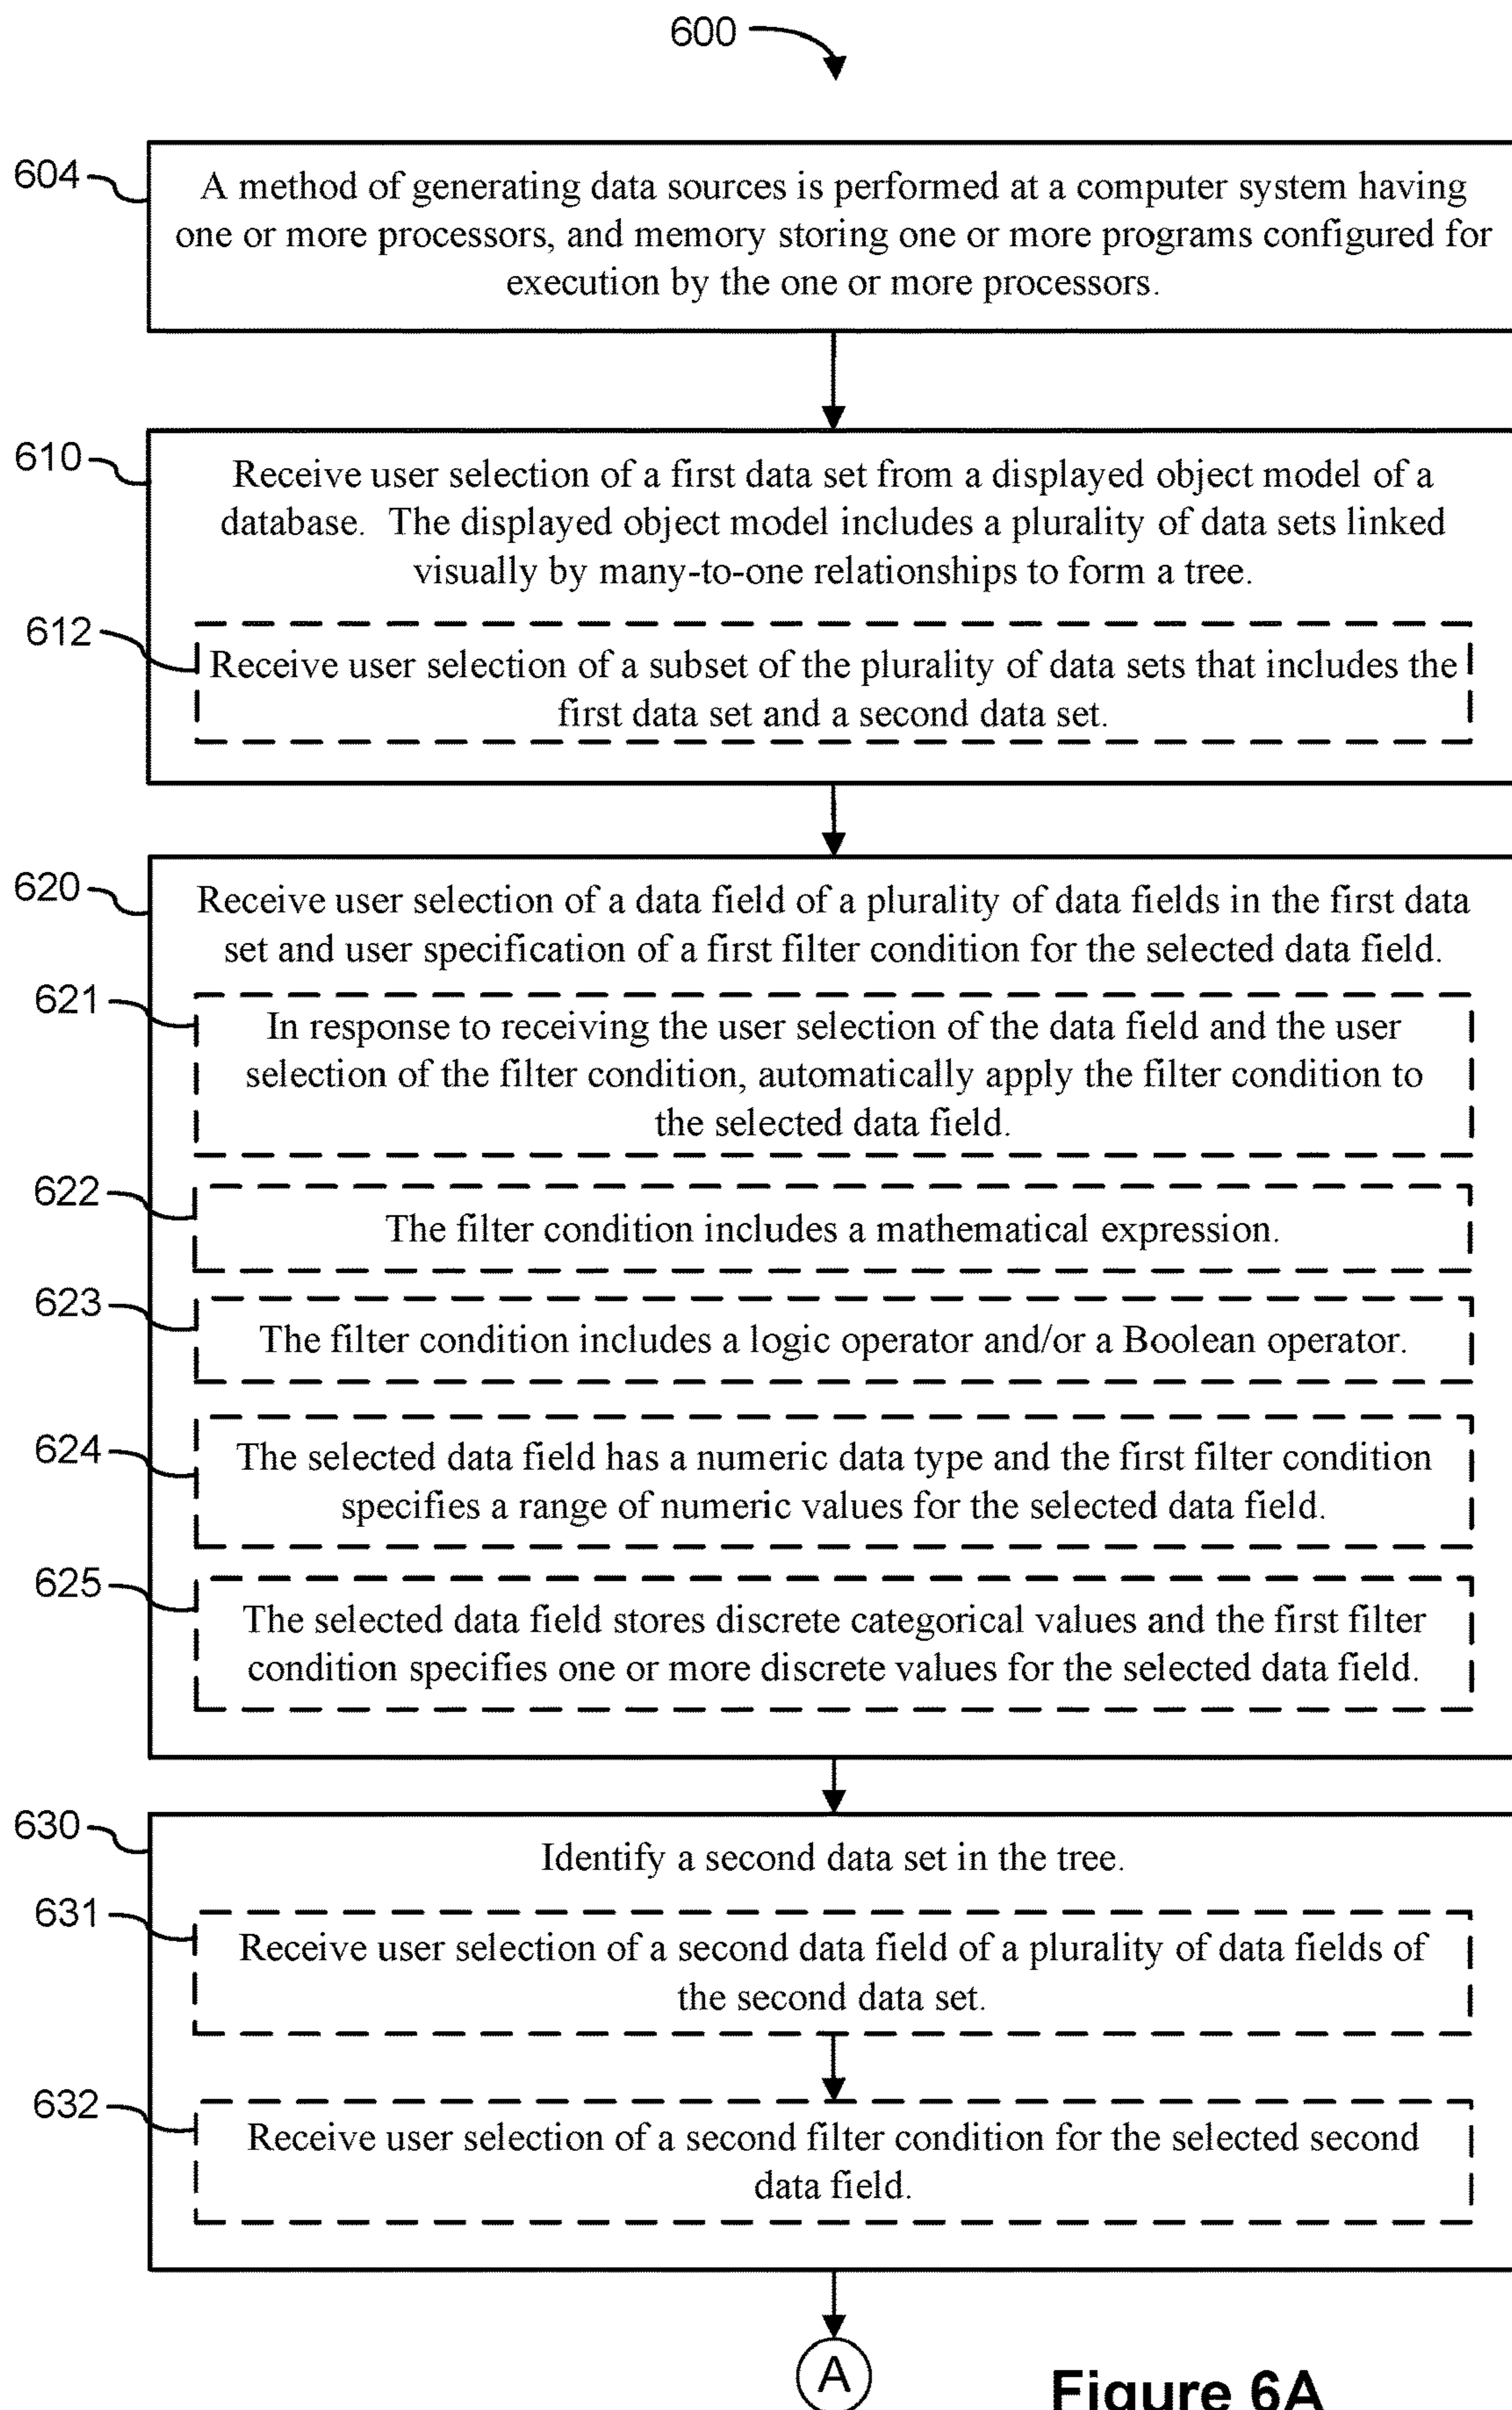 600
604
A method of generating data sources is performed at a computer system having
one or more processors, and memory storing one or more programs configured for
execution by the one or more processors.
610
Receive user selection of a first data set from a displayed object model of a
database. The displayed object model includes a plurality of data sets linked
visually by many-to-one relationships to form a tree.
612
Receive user selection of a subset of the plurality of data sets that includes the
first data set and a second data set.
620
Receive user selection of a data field of a plurality of data fields in the first data
set and user specification of a first filter condition for the selected data field.
621
In response to receiving the user selection of the data field and the user
selection of the filter condition, automatically apply the filter condition to
the selected data field.
622
The filter condition includes a mathematical expression.
623
The filter condition includes a logic operator and/or a Boolean operator.
624
The selected data field has a numeric data type and the first filter condition
specifies a range of numeric values for the selected data field.
625
The selected data field stores discrete categorical values and the first filter
condition specifies one or more discrete values for the selected data field.
630
Identify a second data set in the tree.
631
Receive user selection of a second data field of a plurality of data fields of
the second data set.
632
Receive user selection of a second filter condition for the selected second
data field.
A
Figure 6A